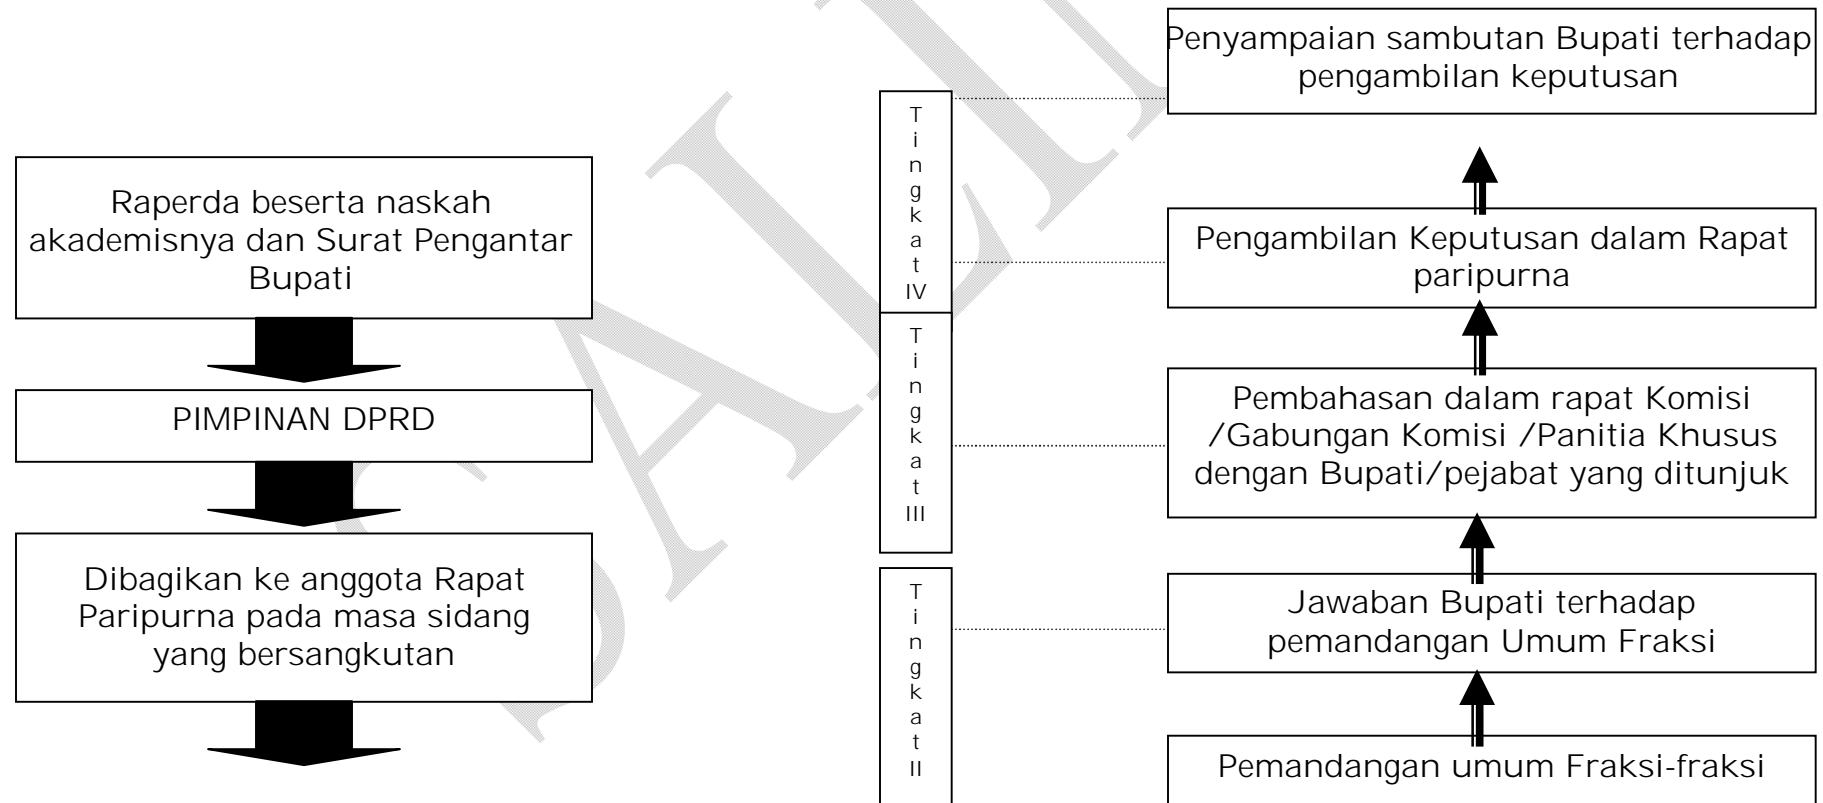 Raperda beserta naskah
akademisnya dan Surat Pengantar
Bupati
PIMPINAN DPRD
Dibagikan ke anggota Rapat
Paripurna pada masa sidang
yang bersangkutan
Tingkat
IV
Tingkat
III
Tingkat
II
Penyampaian sambutan Bupati terhadap
pengambilan keputusan
Pengambilan Keputusan dalam Rapat
paripurna
Pembahasan dalam rapat Komisi
/Gabungan Komisi /Panitia Khusus
dengan Bupati/pejabat yang ditunjuk
Jawaban Bupati terhadap
pemandangan Umum Fraksi
Pemandangan umum Fraksi-fraksi